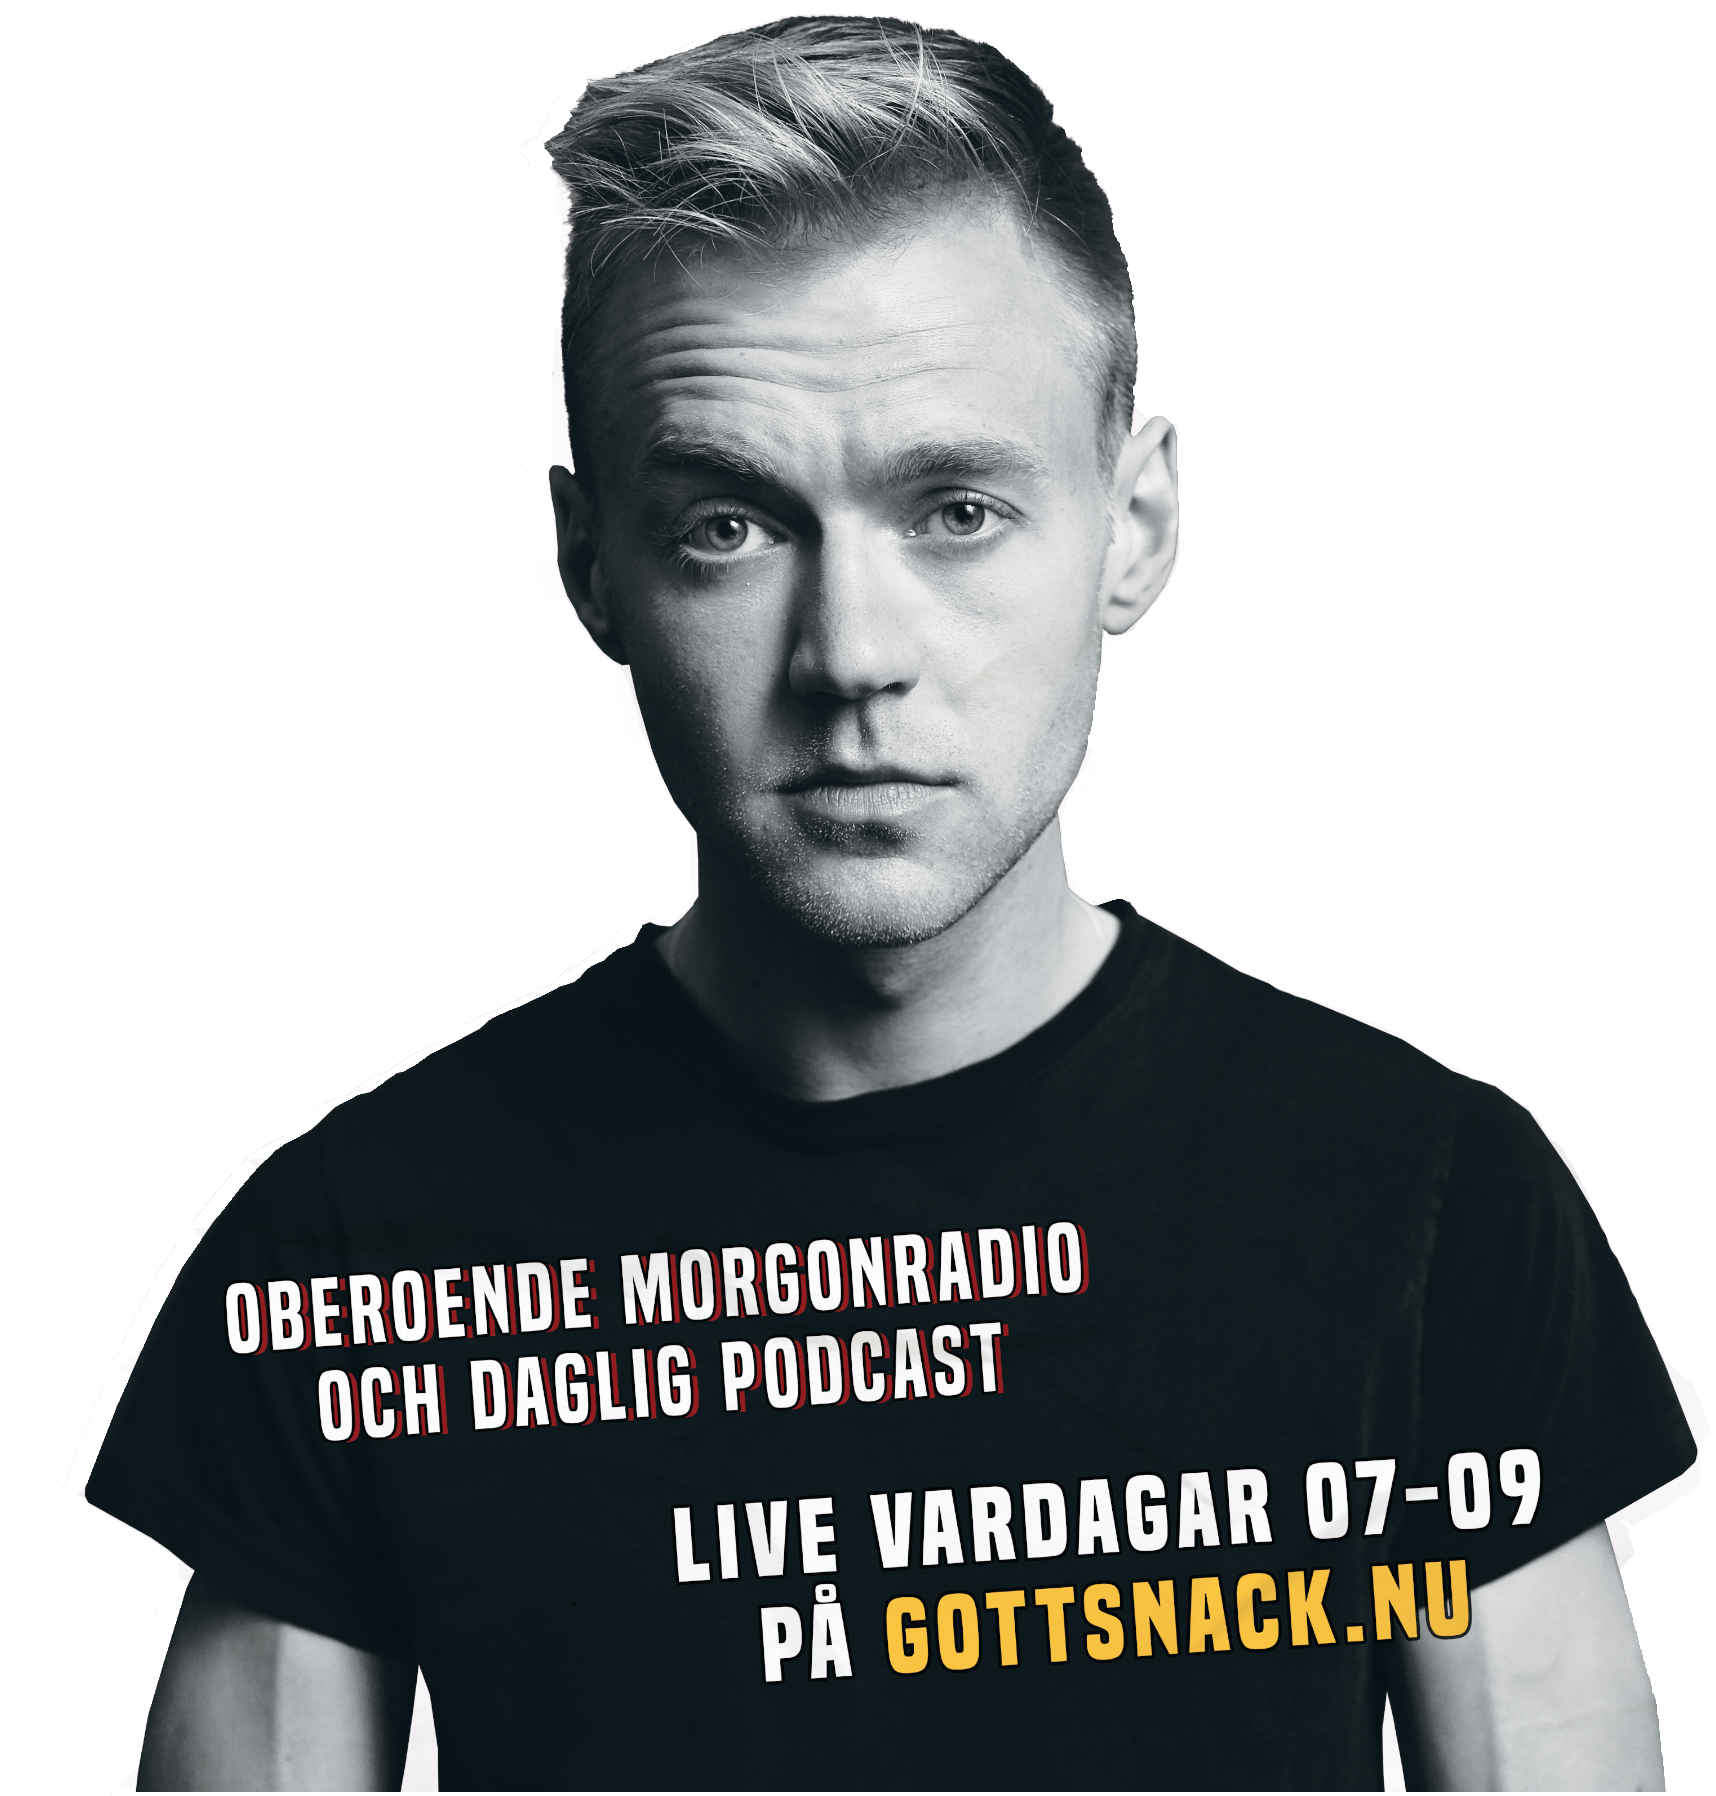 OBEROENDE MORGONRADIO
OCH DAGLIG PODCAST
LIVE VARDAGAR 07-09
PÅ GOTTSNACK.NU